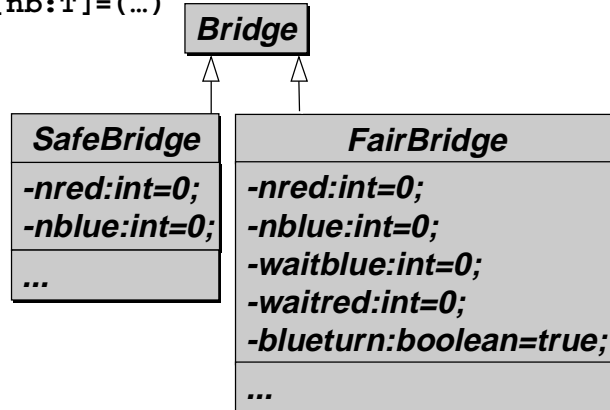 [nb:T]=(…)
Bridge
SafeBridge
-nred:int=0;
-nblue:int=0;
...
FairBridge
-nred:int=0;
-nblue:int=0;
-waitblue:int=0;
-waitred:int=0;
-blueturn:boolean=true;
...